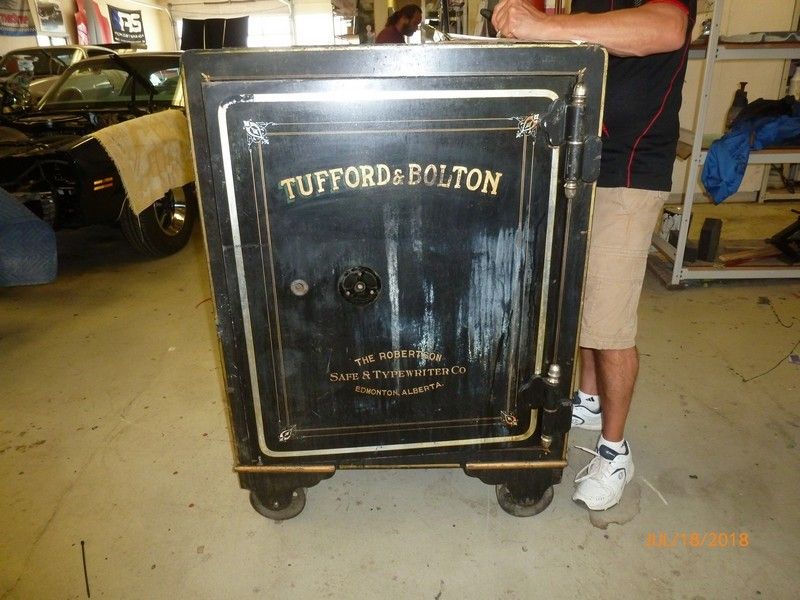 TUFFORD & BOLTON
THE ROBERTSON
SAFE & TYPEWRITER CO
EDMONTON, ALBERTA.
JUL/18/2018